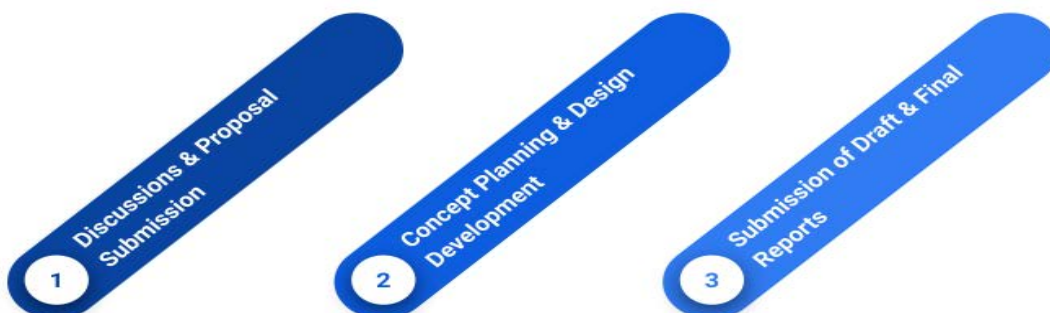 1
Discussions & Proposal
Submission
2
Concept Planning & Design
Development
3
Submission of Draft & Final
Reports